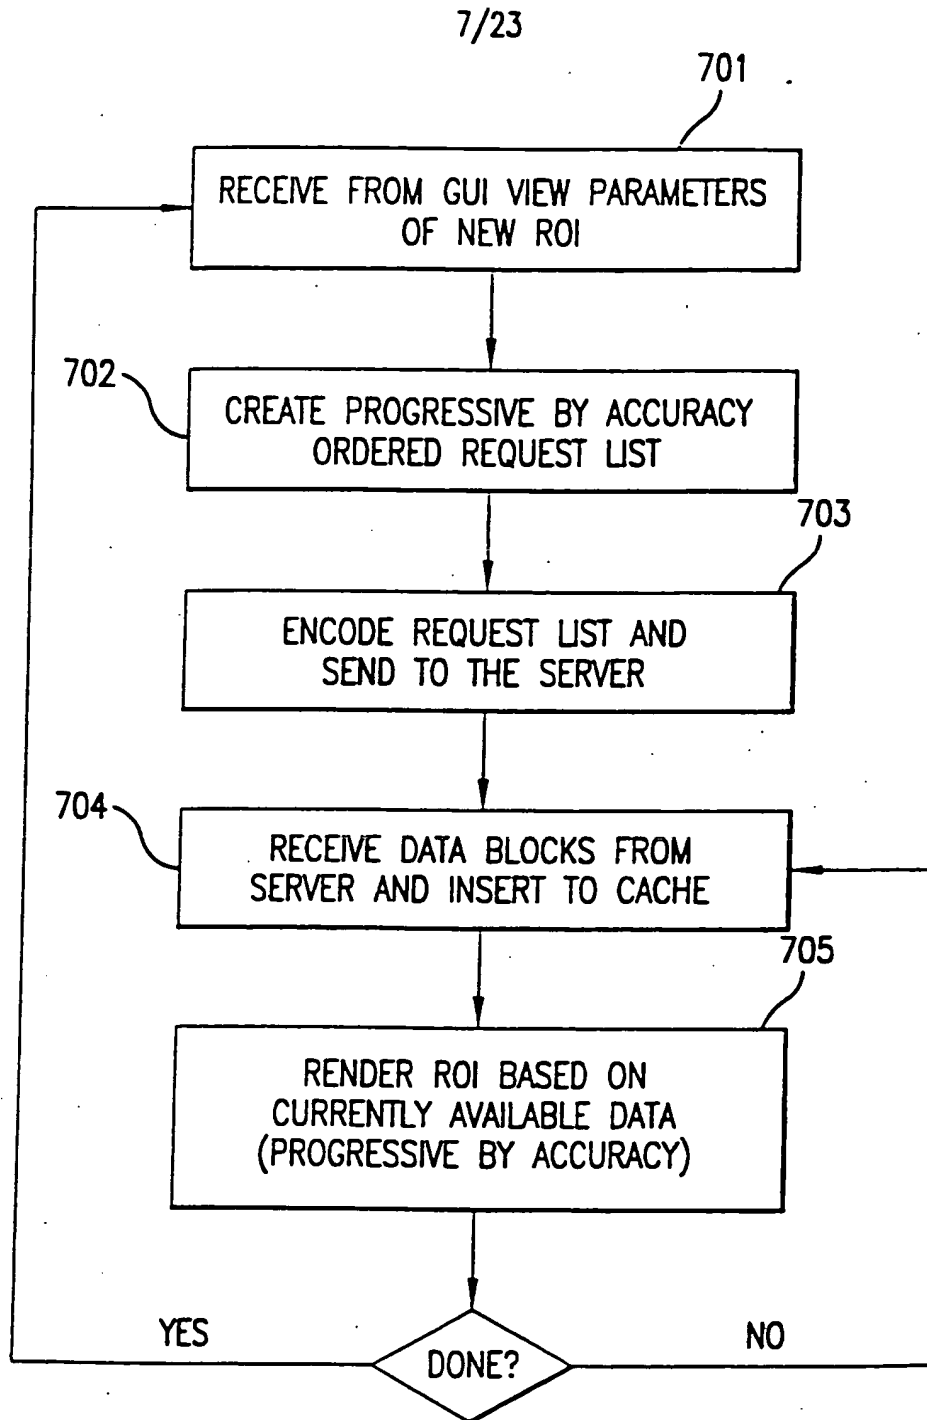 7/23
701
RECEIVE FROM GUI VIEW PARAMETERS
OF NEW ROI
702
CREATE PROGRESSIVE BY ACCURACY
ORDERED REQUEST LIST
703
ENCODE REQUEST LIST AND
SEND TO THE SERVER
704
RECEIVE DATA BLOCKS FROM
SERVER AND INSERT TO CACHE
705
RENDER ROI BASED ON
CURRENTLY AVAILABLE DATA
(PROGRESSIVE BY ACCURACY)
YES
DONE?
NO